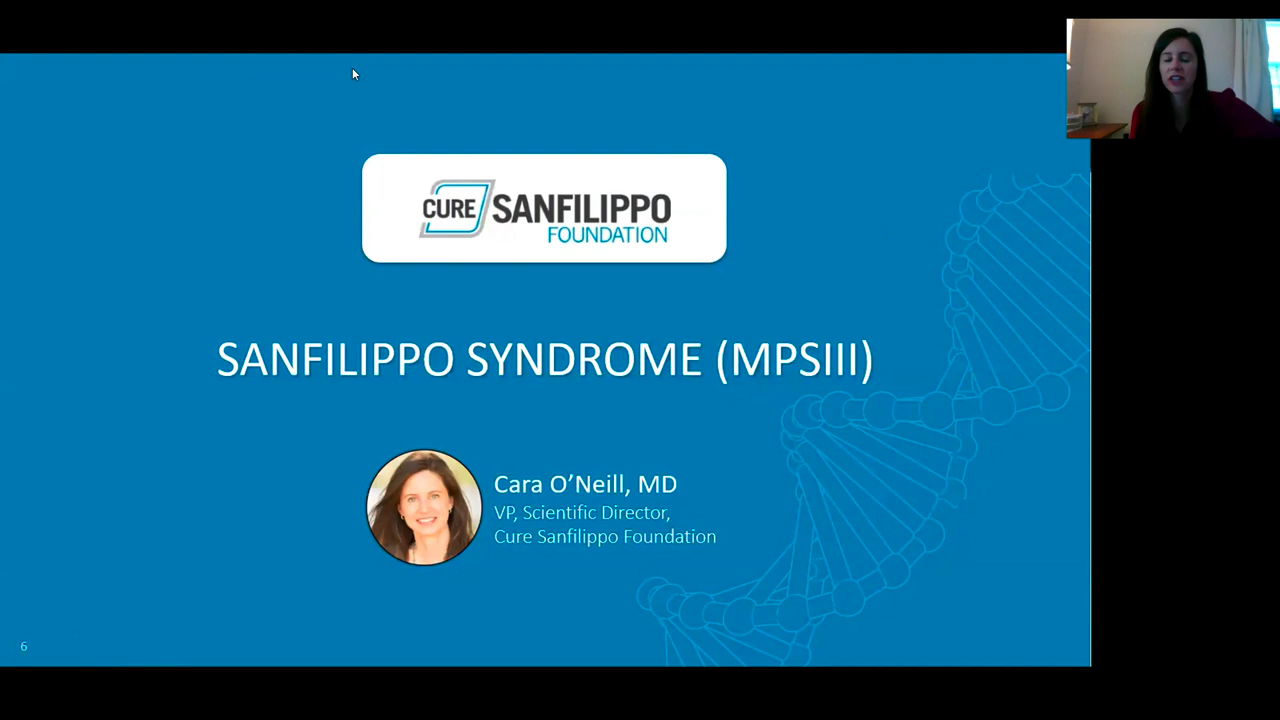 CURE SANFILIPPO
FOUNDATION
SANFILIPPO SYNDROME (MPSIII)
Cara O’Neill, MD
VP, Scientific Director,
Cure Sanfilippo Foundation
6